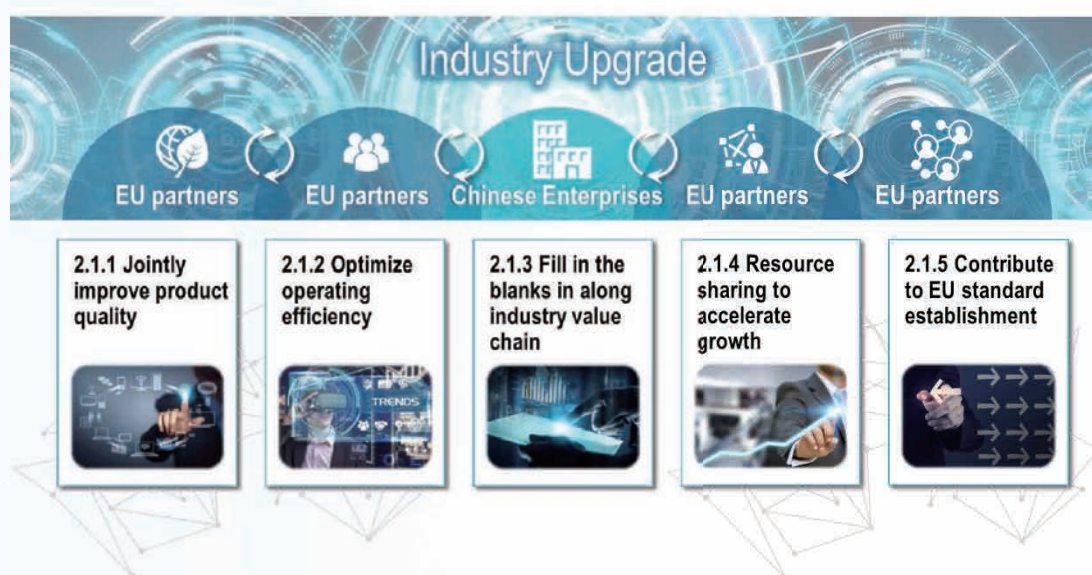 Industry Upgrade
EU partners
EU partners
Chinese Enterprises
EU partners
EU partners
2.1.1 Jointly
improve product
quality
2.1.2 Optimize
operating
efficiency
TRENDS
2.1.3 Fill in the
blanks in along
industry value
chain
2.1.4 Resource
sharing to
accelerate
growth
2.1.5 Contribute
to EU standard
establishment